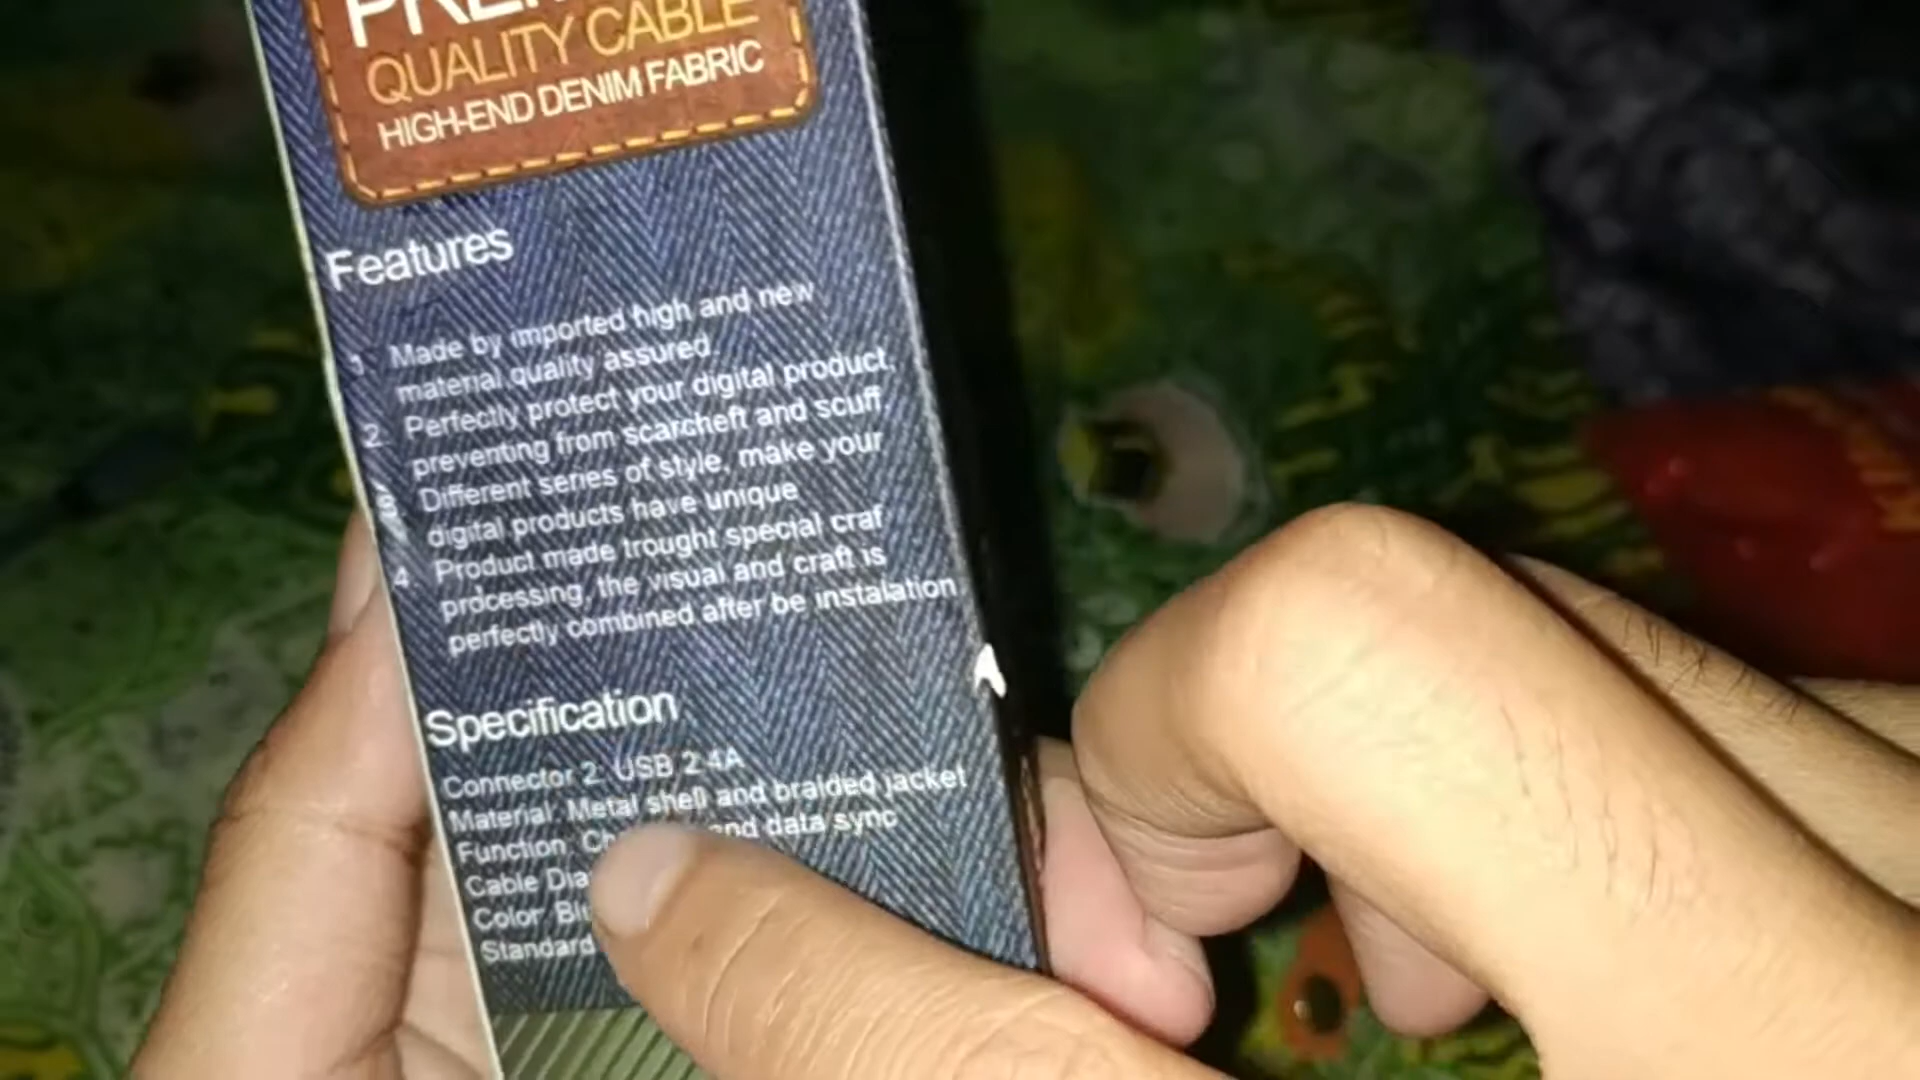 QUALITY CABLE
HIGH-END DENIM FABRIC
Features
1. Made by imported high and new
material quality assured.
2. Perfectly protect your digital product,
preventing from scarcheft and scuff.
3 Different series of style, make your
digital products have unique
4 Product made trought special craf
processing, the visual and craft is
perfectly combined after be instalation
Specification
Connector 2: USB 2.4A
Material: Metal shell and braided jacket
Function: and data sync
Cable
Color:
Standard